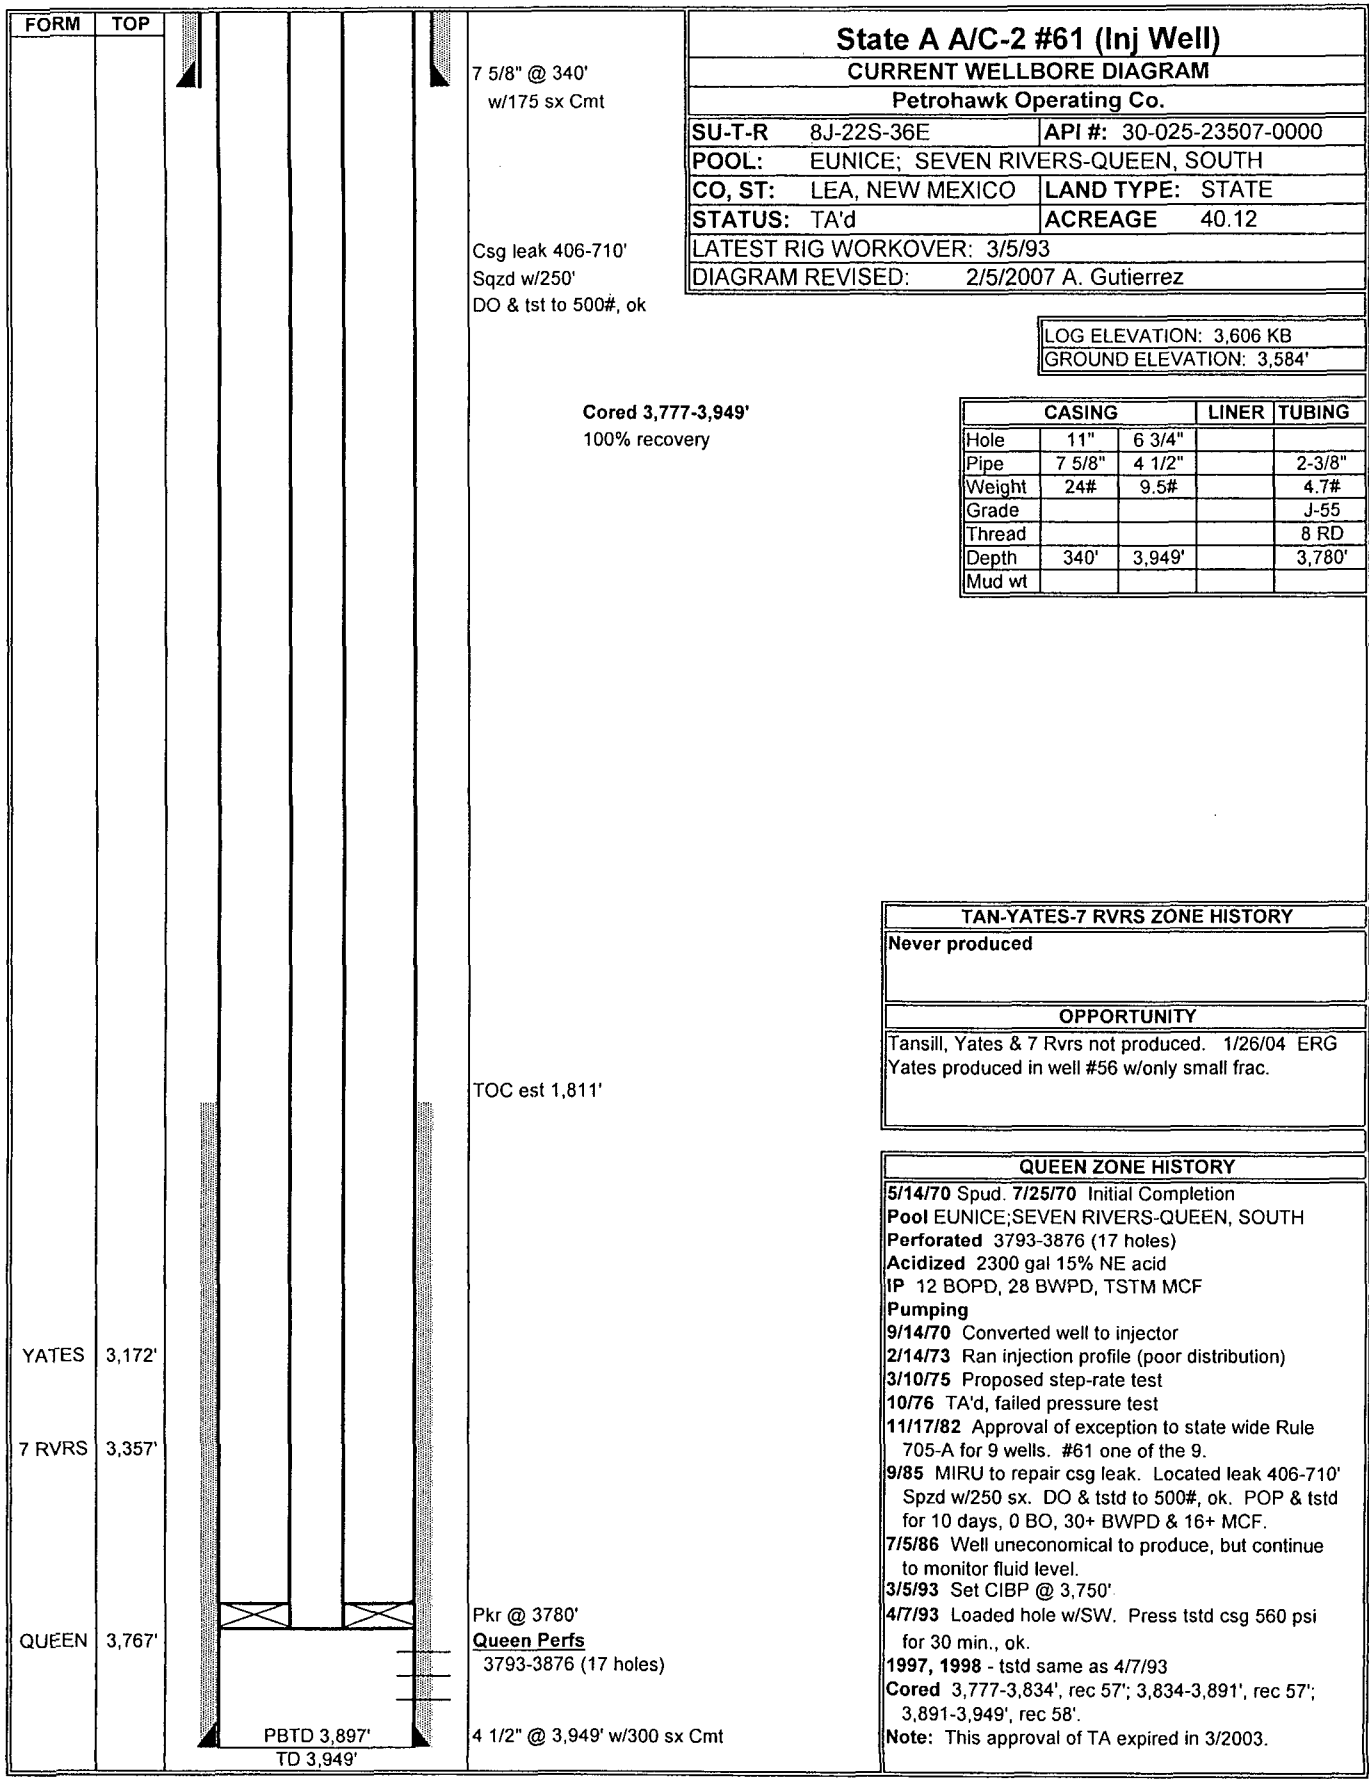 FORM TOP
7 5/8" @ 340'
w/175 sx Cmt
State A A/C-2 #61 (Inj Well)
CURRENT WELLBORE DIAGRAM
Petrohawk Operating Co.
SU-T-R 8J-22S-36E API #: 30-025-23507-0000
POOL: EUNICE; SEVEN RIVERS-QUEEN, SOUTH
CO, ST: LEA, NEW MEXICO LAND TYPE: STATE
STATUS: TA'd ACREAGE 40.12
LATEST RIG WORKOVER: 3/5/93
DIAGRAM REVISED: 2/5/2007 A. Gutierrez
Csg leak 406-710'
Sqzd w/250'
DO & tst to 500#, ok
LOG ELEVATION: 3,606 KB
GROUND ELEVATION: 3,584'
Cored 3,777-3,949'
100% recovery
CASING LINER TUBING
Hole 11" 6 3/4"
Pipe 7 5/8" 4 1/2" 2-3/8"
Weight 24# 9.5# 4.7#
Grade J-55
Thread 8 RD
Depth 340' 3,949' 3,780'
Mud wt
TAN-YATES-7 RVRS ZONE HISTORY
Never produced
OPPORTUNITY
Tansill, Yates & 7 Rvrs not produced. 1/26/04 ERG
Yates produced in well #56 w/only small frac.
TOC est 1,811'
QUEEN ZONE HISTORY
5/14/70 Spud. 7/25/70 Initial Completion
Pool EUNICE;SEVEN RIVERS-QUEEN, SOUTH
Perforated 3793-3876 (17 holes)
Acidized 2300 gal 15% NE acid
IP 12 BOPD, 28 BWPD, TSTM MCF
Pumping
9/14/70 Converted well to injector
2/14/73 Ran injection profile (poor distribution)
3/10/75 Proposed step-rate test
10/76 TA'd, failed pressure test
11/17/82 Approval of exception to state wide Rule
705-A for 9 wells. #61 one of the 9.
9/85 MIRU to repair csg leak. Located leak 406-710'
Spzd w/250 sx. DO & tstd to 500#, ok. POP & tstd
for 10 days, 0 BO, 30+ BWPD & 16+ MCF.
7/5/86 Well uneconomical to produce, but continue
to monitor fluid level.
3/5/93 Set CIBP @ 3,750'
4/7/93 Loaded hole w/SW. Press tstd csg 560 psi
for 30 min., ok.
1997, 1998 - tstd same as 4/7/93
Cored 3,777-3,834', rec 57'; 3,834-3,891', rec 57';
3,891-3,949', rec 58'.
Note: This approval of TA expired in 3/2003.
YATES 3,172'
7 RVRS 3,357'
QUEEN 3,767'
Pkr @ 3780'
Queen Perfs
3793-3876 (17 holes)
PBTD 3,897'
4 1/2" @ 3,949' w/300 sx Cmt
TD 3,949'